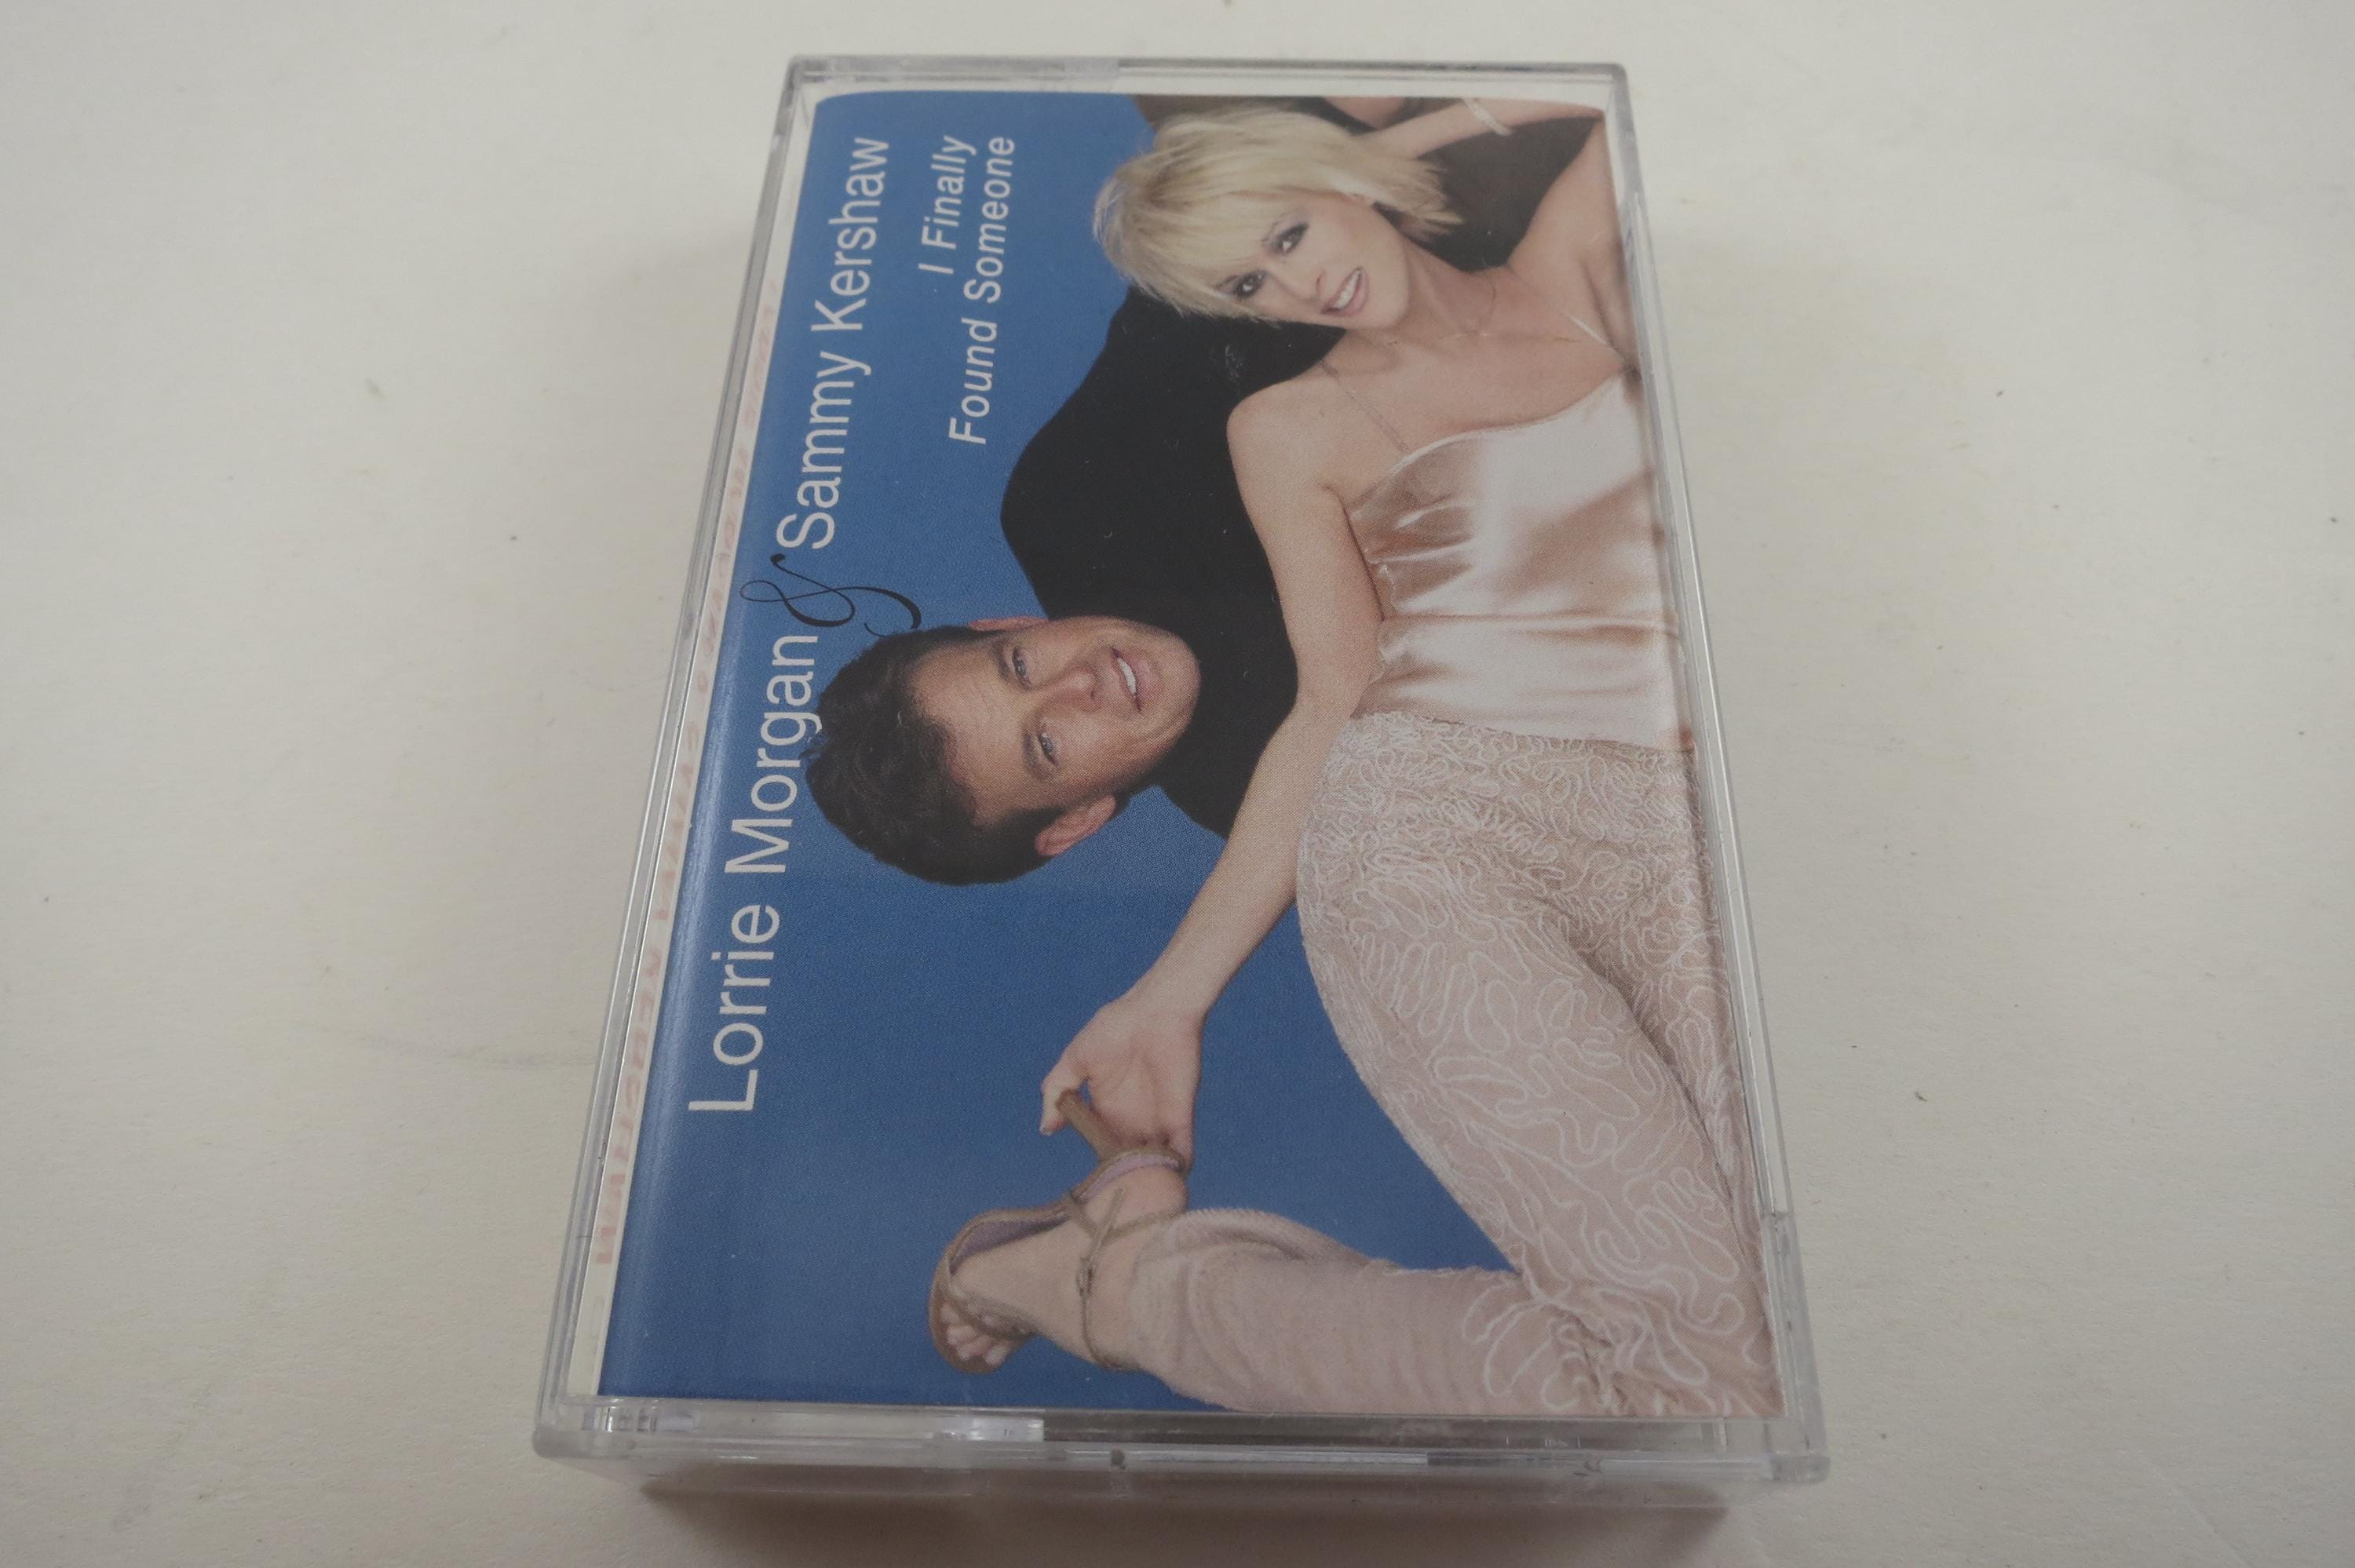 Lorrie Morgan & Sammy Kershaw
I Finally
Found Someone